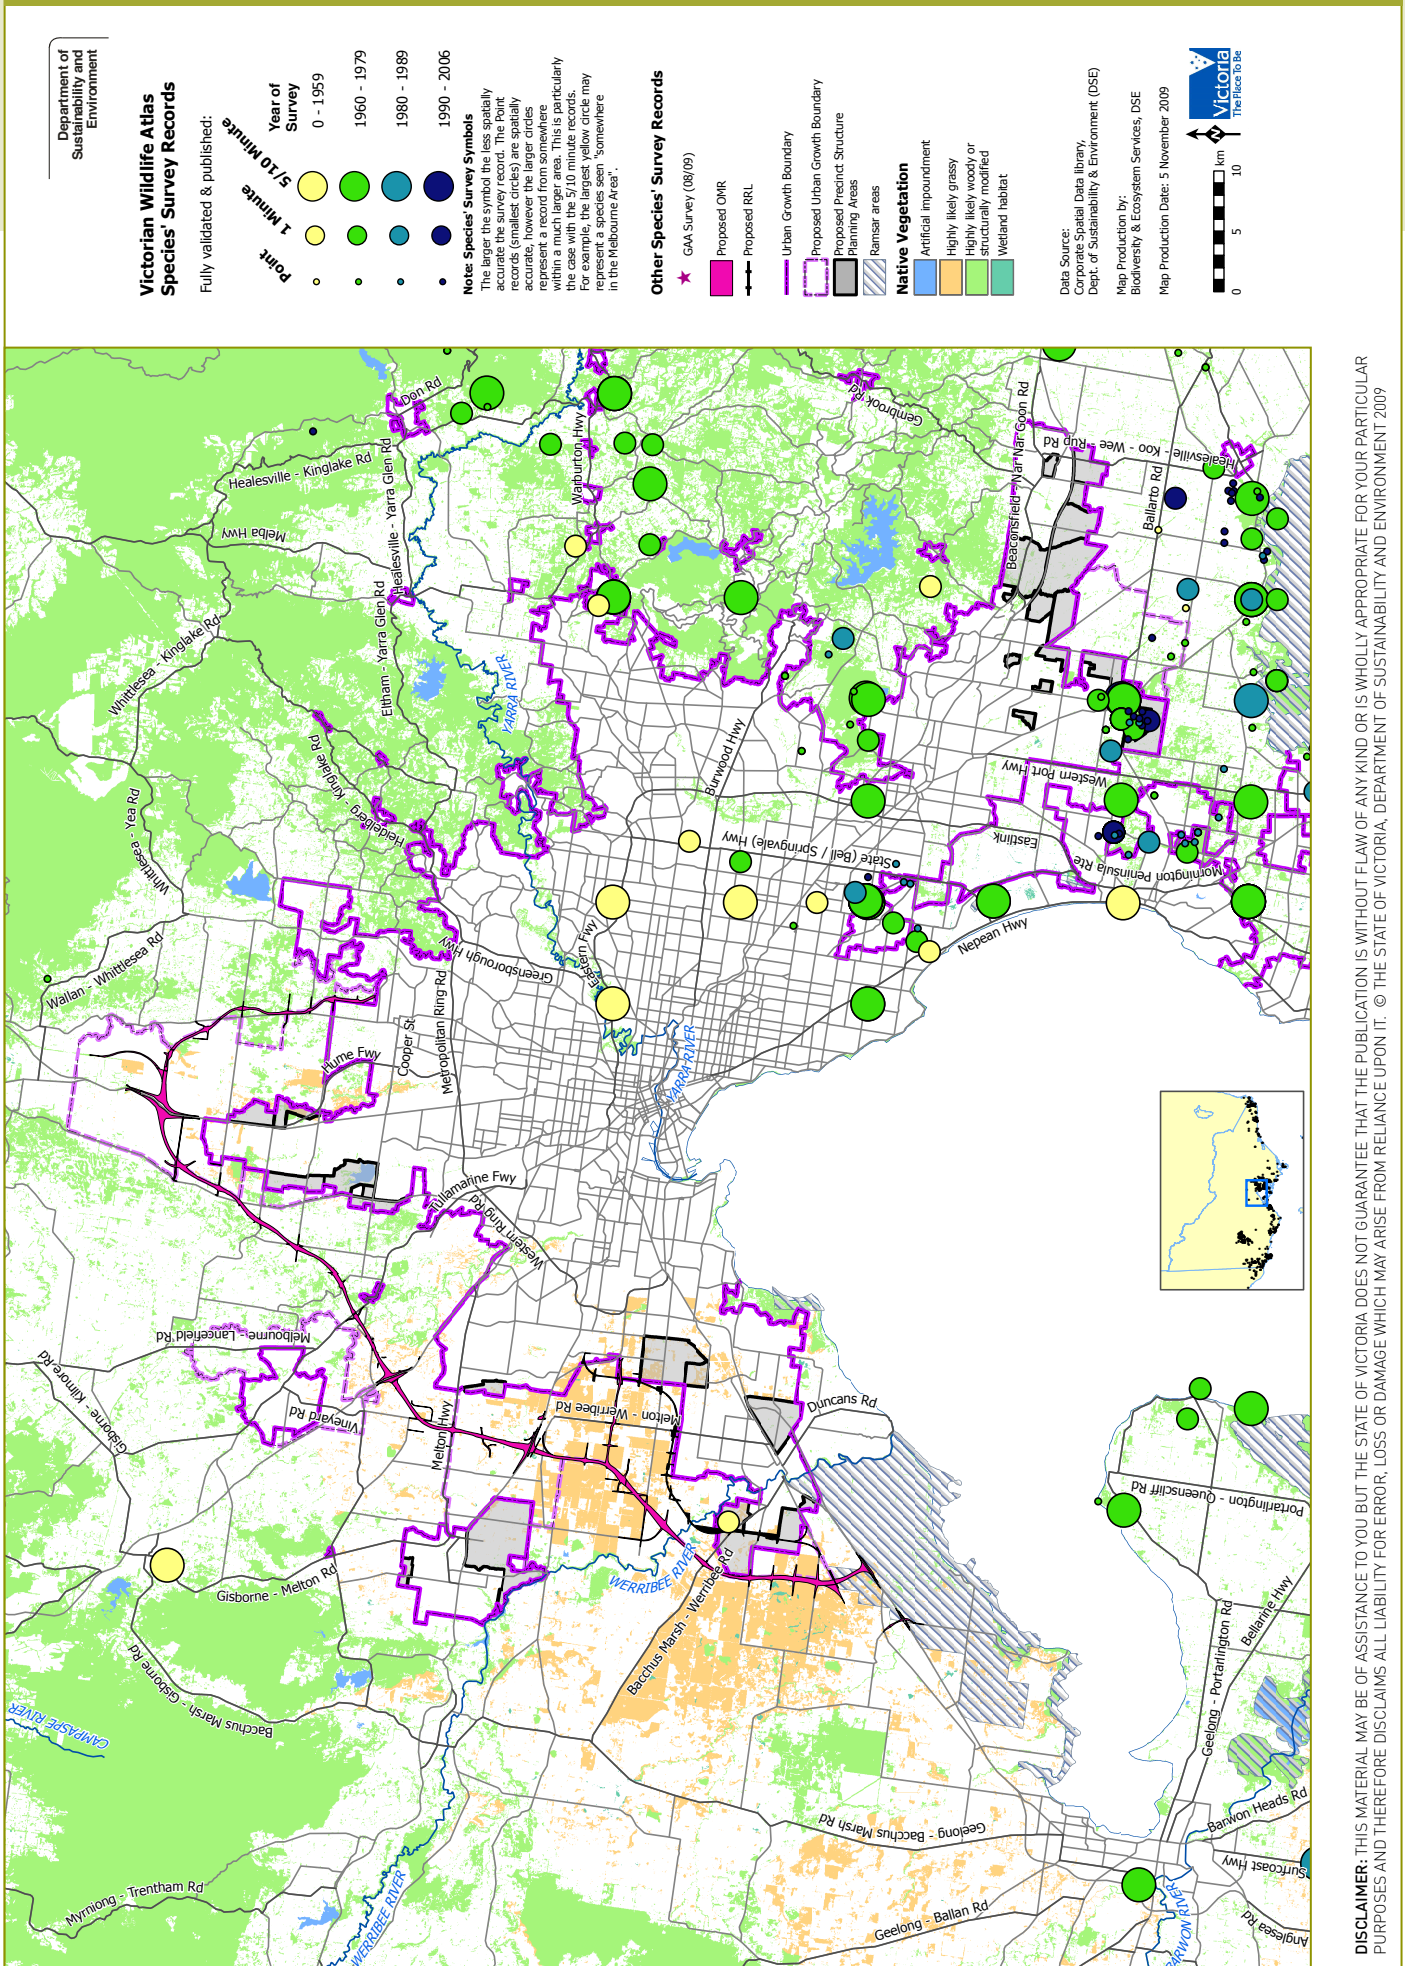 Department of
Sustainability and
Environment
Victorian Wildlife Atlas
Species' Survey Records
Fully validated & published:
Point
1 Minute
5/10 Minute
Year of
Survey
0 - 1959
1960 - 1979
1980 - 1989
1990 - 2006
Note: Species' Survey Symbols
The larger the symbol the less spatially
accurate the survey record. The Point
records (smallest circles) are spatially
accurate, however the larger circles
represent a record from somewhere
within a much larger area. This is particularly
the case with the 5/10 minute records.
For example, the largest yellow circle may
represent a species seen "somewhere
in the Melbourne Area".
Other Species' Survey Records
GAA Survey (08/09)
Proposed OMR
Proposed RRL
Urban Growth Boundary
Proposed Urban Growth Boundary
Proposed Precinct Structure
Planning Areas
Ramsar areas
Native Vegetation
Artificial impoundment
Highly likely grassy
Highly likely woody or
structurally modified
Wetland habitat
Data Source:
Corporate Spatial Data library,
Dept. of Sustainability & Environment (DSE)
Map Production by:
Biodiversity & Ecosystem Services, DSE
Map Production Date: 5 November 2009
0
5
10 km
N
Victoria
The Place To Be
Don Rd
Healesville - Kinglake Rd
Melba Hwy
Healesville - Yarra Glen Rd
Eltham - Yarra Glen Rd
Whittlesea - Kinglake Rd
Whittlesea - Yea Rd
Wallan - Whittlesea Rd
Heidelberg - Kinglake Rd
YARRA RIVER
Warburton Hwy
Gembrook Rd
Beaconsfield - Nar Nar Goon Rd
Healesville - Koo - Wee - Rup Rd
Ballarto Rd
Burwood Hwy
State (Bell / Springvale) Hwy
Eastlink
Western Port Hwy
Mornington Peninsula Rte
Nepean Hwy
Eastern Fwy
Greensborough Hwy
Metropolitan Ring Rd
Cooper St
Hume Fwy
YARRA RIVER
Tullamarine Fwy
Western Ring Rd
Melbourne - Lancefield Rd
Gisborne - Kilmore Rd
Vineyard Rd
Melton Hwy
Melton - Werribee Rd
Duncans Rd
Gisborne - Melton Rd
WERRIBEE RIVER
Bacchus Marsh - Werribee Rd
Bacchus Marsh - Gisborne Rd
CAMPASPE RIVER
Myrniong - Trentham Rd
WERRIBEE RIVER
Geelong - Bacchus Marsh Rd
Geelong - Ballan Rd
Portarlington - Queenscliff Rd
Geelong - Portarlington Rd
Bellarine Hwy
Barwon Heads Rd
Surfcoast Hwy
Anglesea Rd
BARWON RIVER
DISCLAIMER: THIS MATERIAL MAY BE OF ASSISTANCE TO YOU BUT THE STATE OF VICTORIA DOES NOT GUARANTEE THAT THE PUBLICATION IS WITHOUT FLAW OF ANY KIND OR IS WHOLLY APPROPRIATE FOR YOUR PARTICULAR
PURPOSES AND THEREFORE DISCLAIMS ALL LIABILITY FOR ERROR, LOSS OR DAMAGE WHICH MAY ARISE FROM RELIANCE UPON IT. © THE STATE OF VICTORIA, DEPARTMENT OF SUSTAINABILITY AND ENVIRONMENT 2009